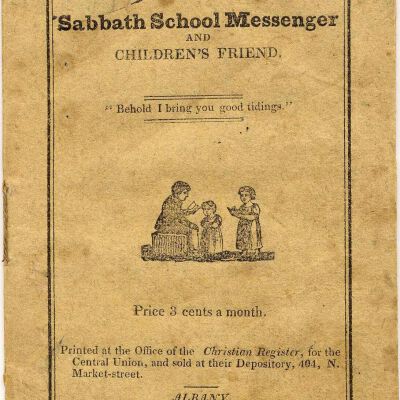 Sabbath School Messenger
AND
CHILDREN'S FRIEND.
"Behold I bring you good tidings."
Price 3 cents a month.
Printed at the Office of the Christian Register, for the
Central Union, and sold at their Depository, 494, N.
Market-street.
ALBANY